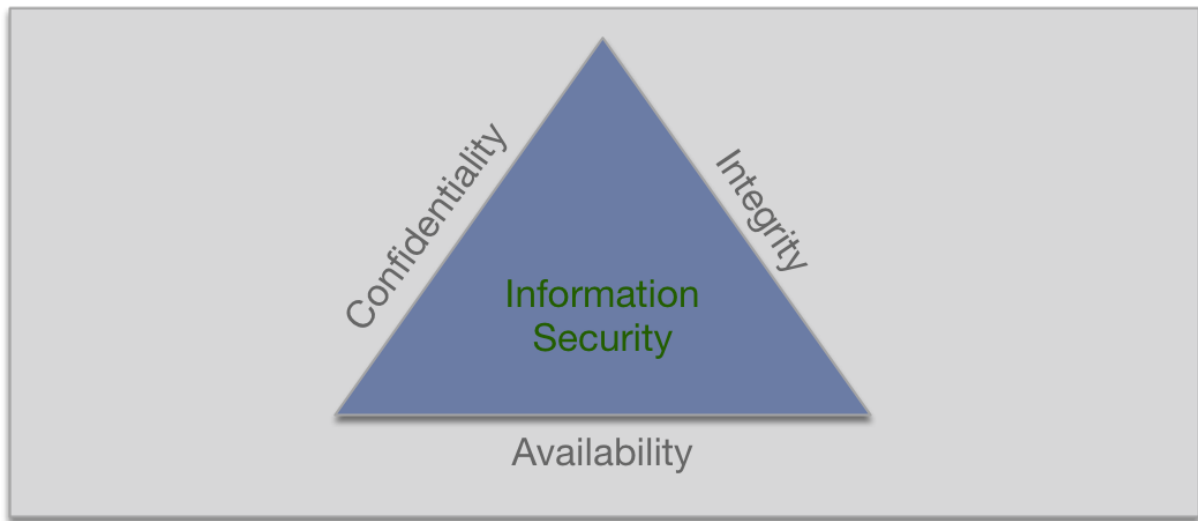 Confidentiality
Integrity
Information
Security
Availability